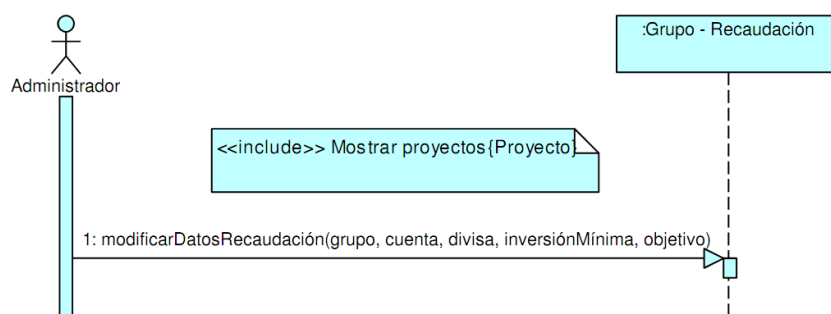 :Grupo - Recaudación
Administrador
<<include>> Mostrar proyectos{Proyecto}
1: modificarDatosRecaudación(grupo, cuenta, divisa, inversiónMínima, objetivo)